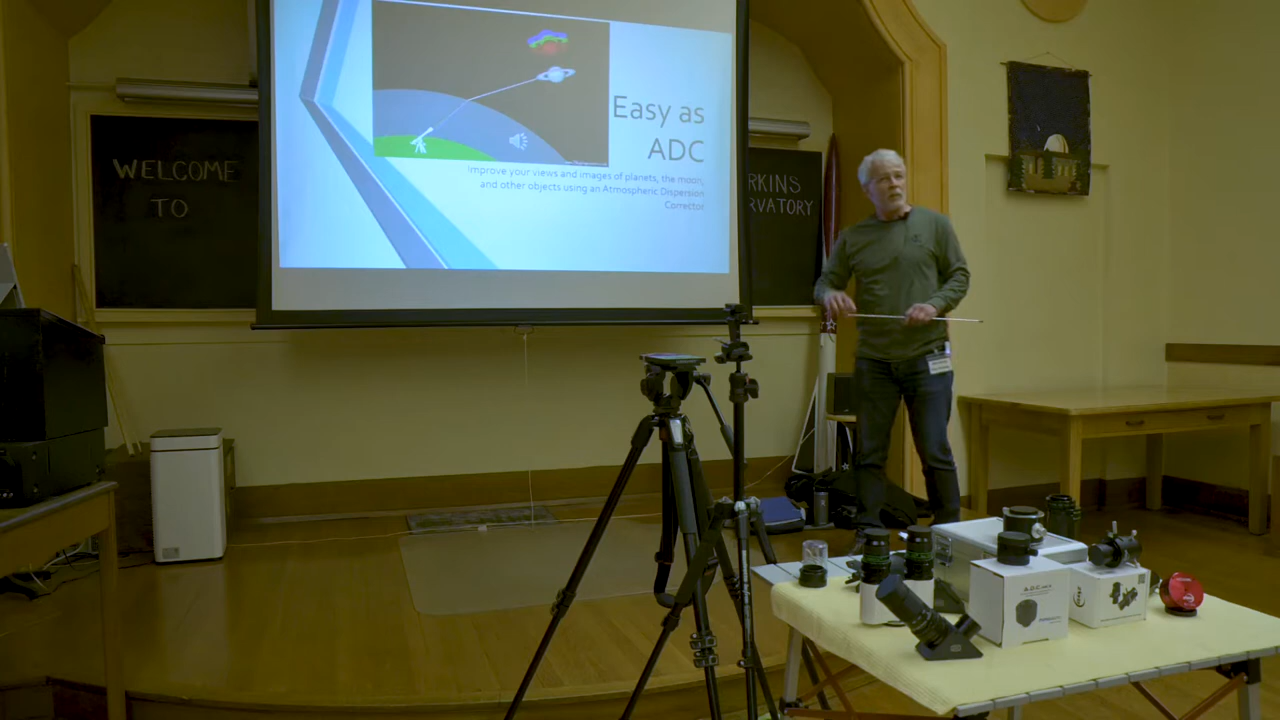 WELCOME
TO
Easy as
ADC
Improve your views and images of planets, the moon,
and other objects using an Atmospheric Dispersion
Corrector
RKINS
RVATORY
A.D.C.